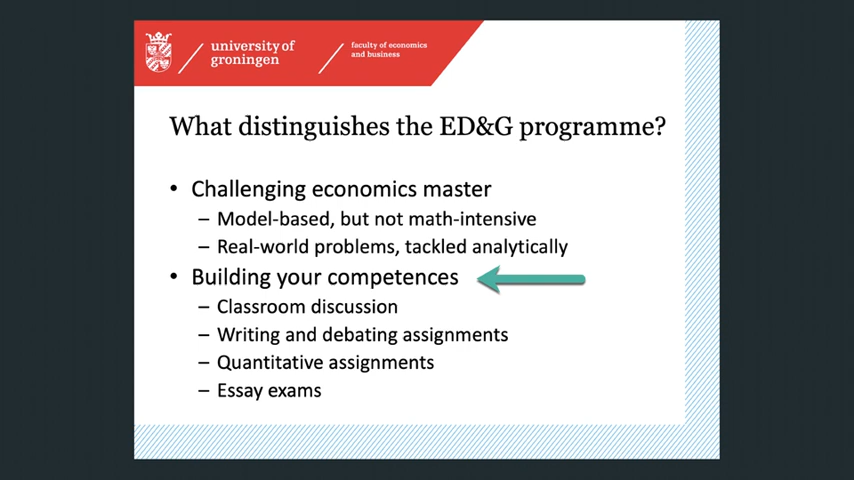 university of
groningen
faculty of economics
and business
What distinguishes the ED&G programme?
• Challenging economics master
– Model-based, but not math-intensive
– Real-world problems, tackled analytically
• Building your competences
– Classroom discussion
– Writing and debating assignments
– Quantitative assignments
– Essay exams